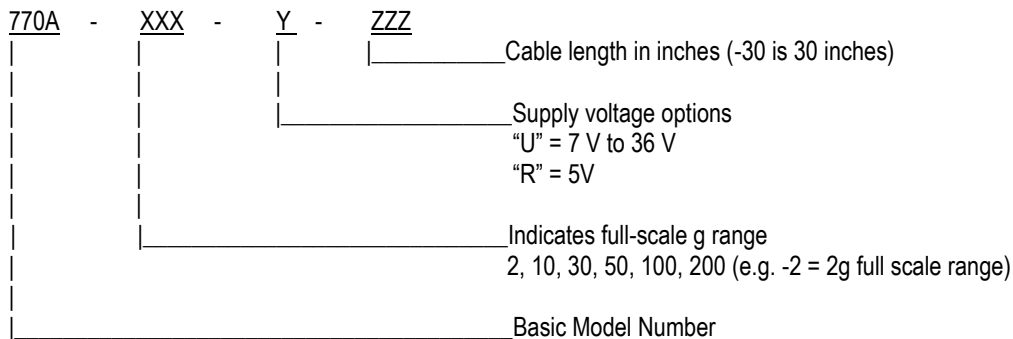 770A - XXX - Y - ZZZ
Cable length in inches (-30 is 30 inches)
Supply voltage options
“U” = 7 V to 36 V
“R” = 5V
Indicates full-scale g range
2, 10, 30, 50, 100, 200 (e.g. -2 = 2g full scale range)
Basic Model Number